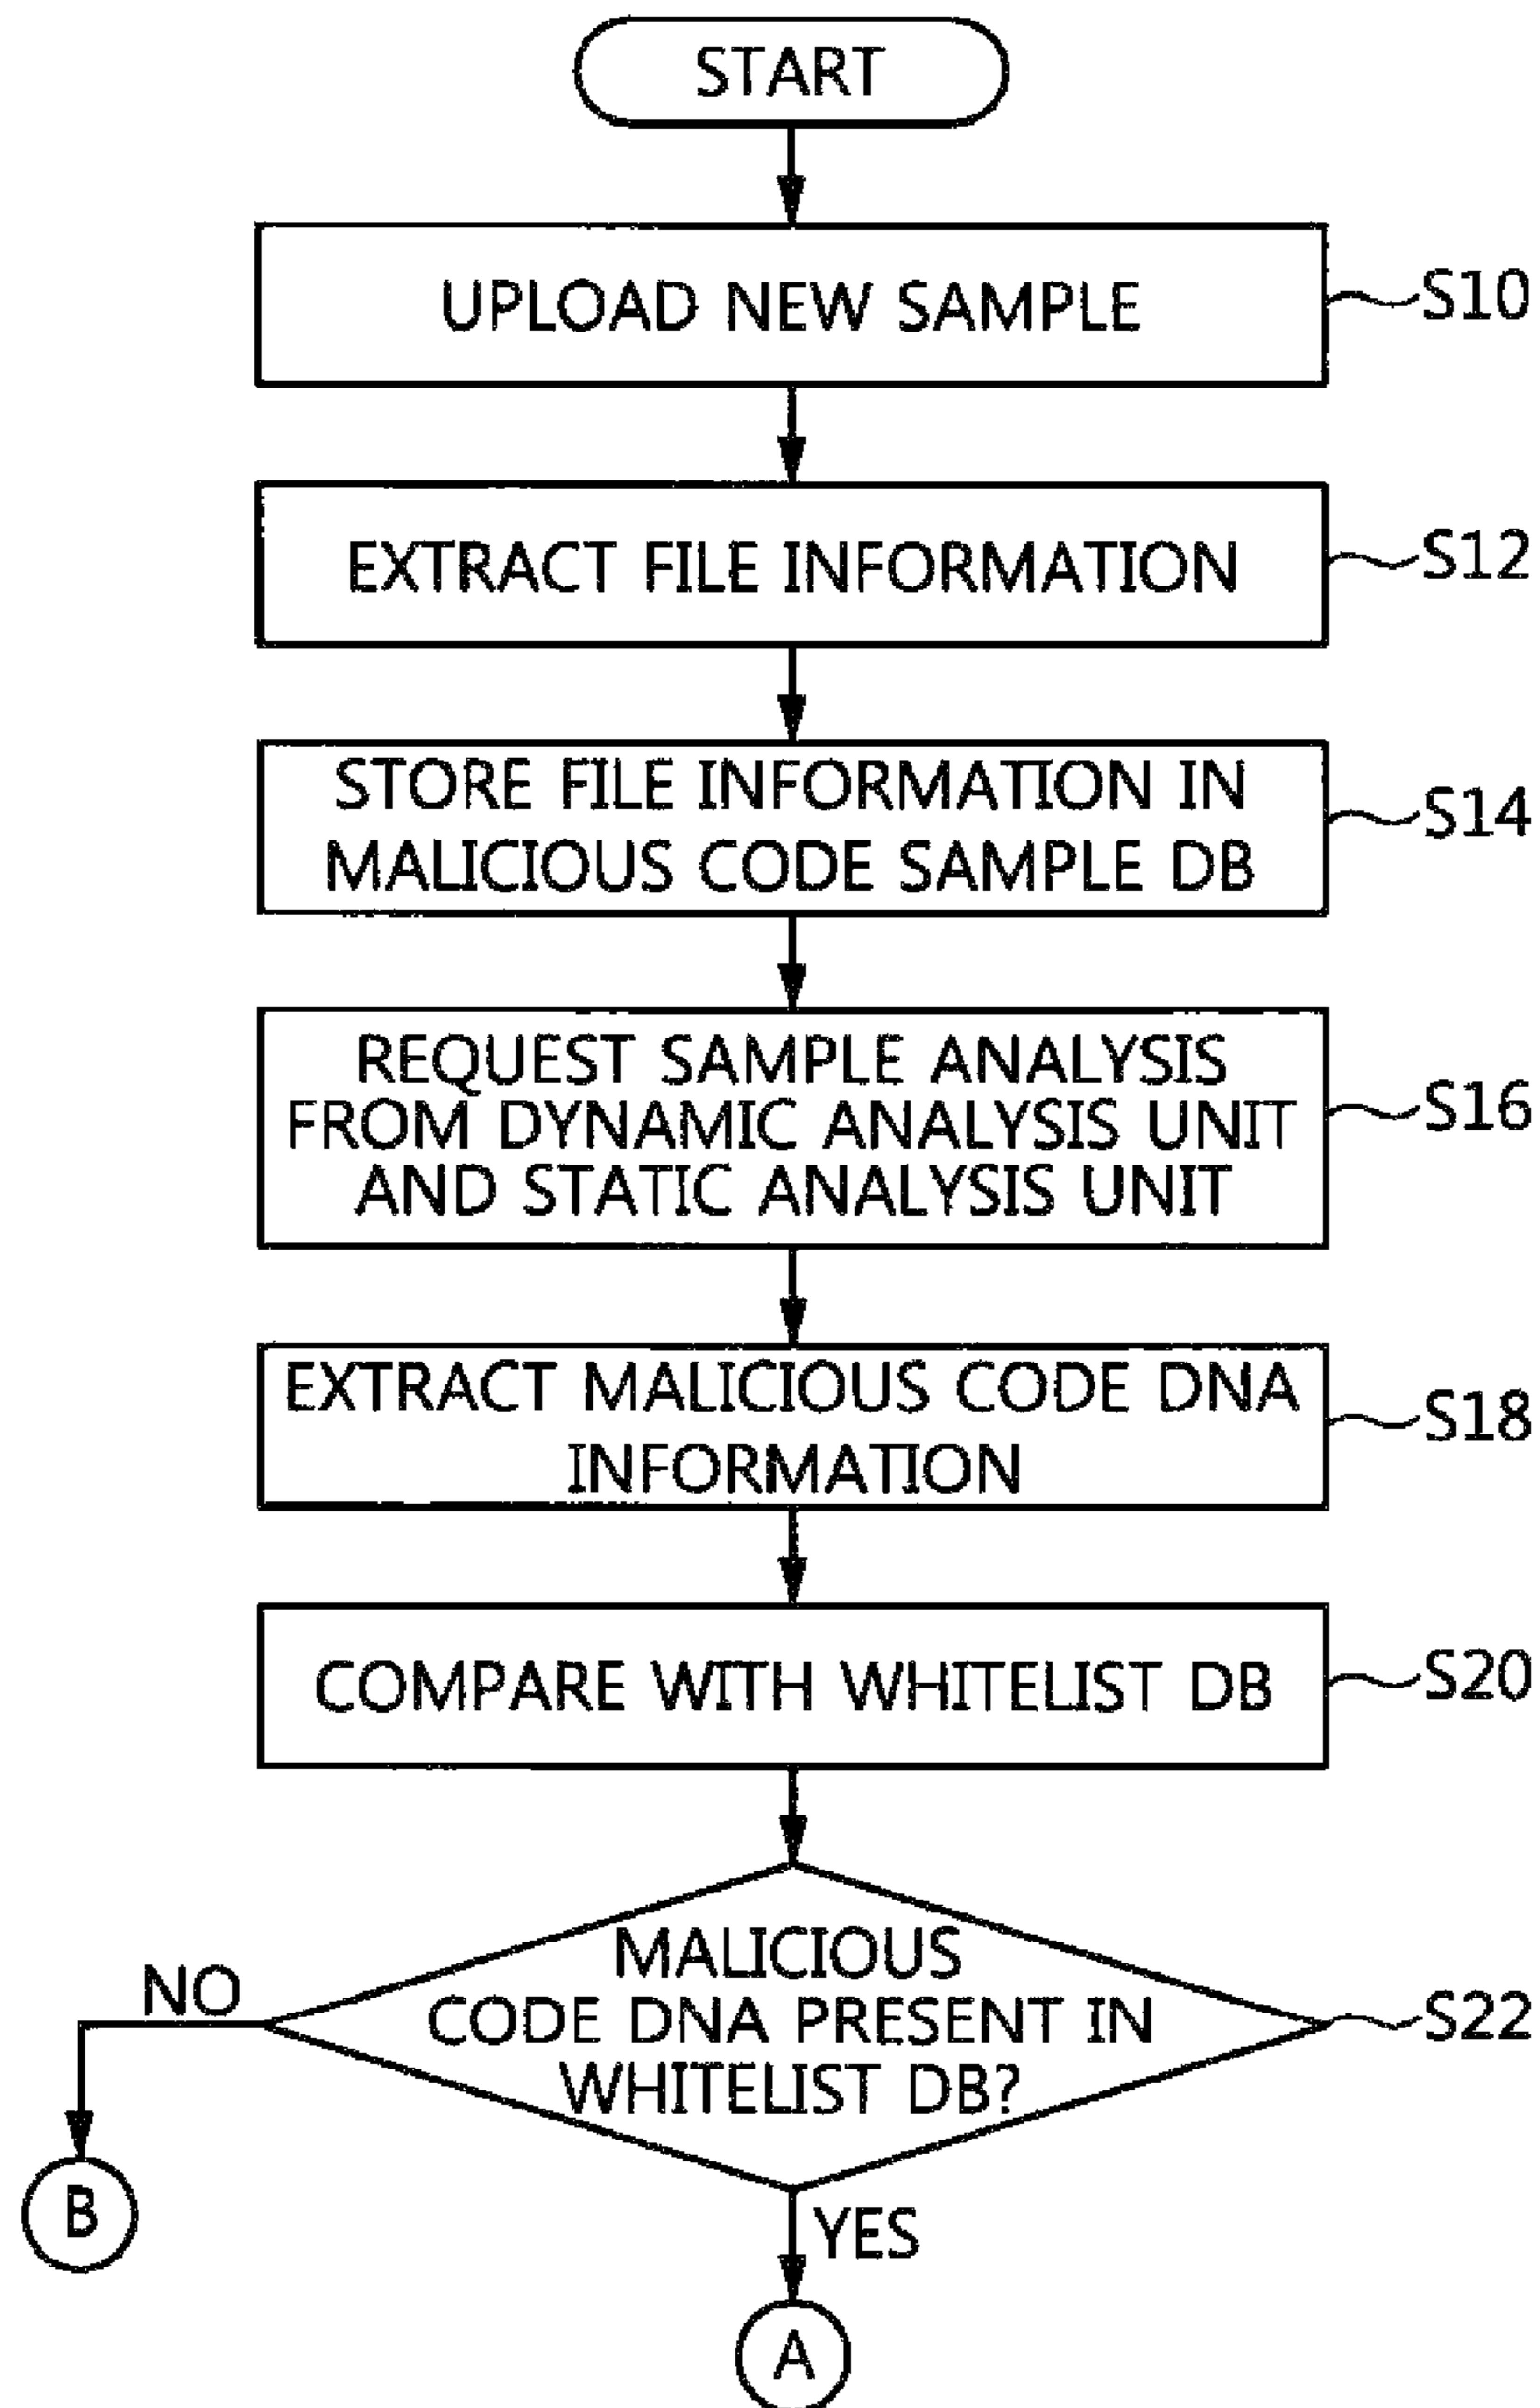 START
UPLOAD NEW SAMPLE
S10
EXTRACT FILE INFORMATION
S12
STORE FILE INFORMATION IN
MALICIOUS CODE SAMPLE DB
S14
REQUEST SAMPLE ANALYSIS
FROM DYNAMIC ANALYSIS UNIT
AND STATIC ANALYSIS UNIT
S16
EXTRACT MALICIOUS CODE DNA
INFORMATION
S18
COMPARE WITH WHITELIST DB
S20
MALICIOUS
CODE DNA PRESENT IN
WHITELIST DB?
S22
NO
B
YES
A